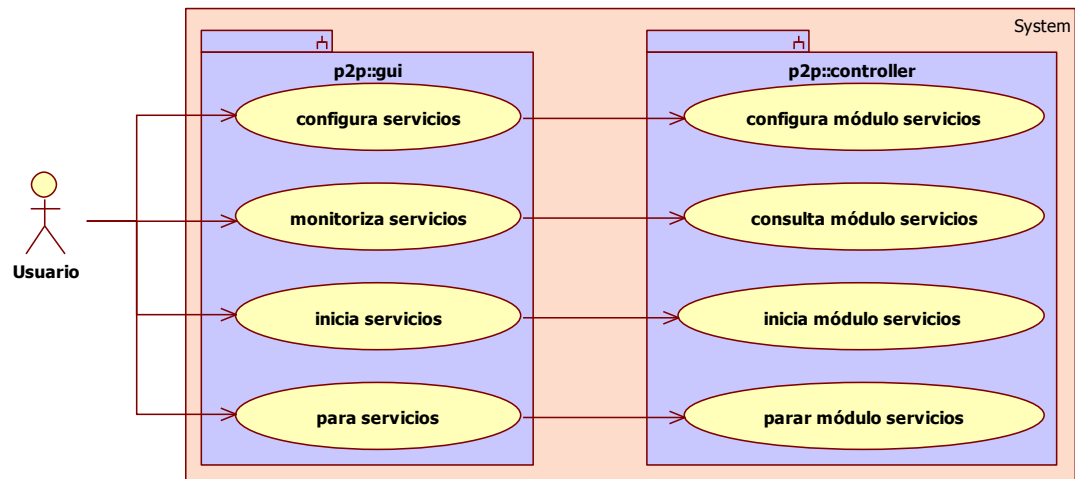 System
p2p::gui
p2p::controller
configura servicios
configura módulo servicios
monitoriza servicios
consulta módulo servicios
Usuario
inicia servicios
inicia módulo servicios
para servicios
parar módulo servicios